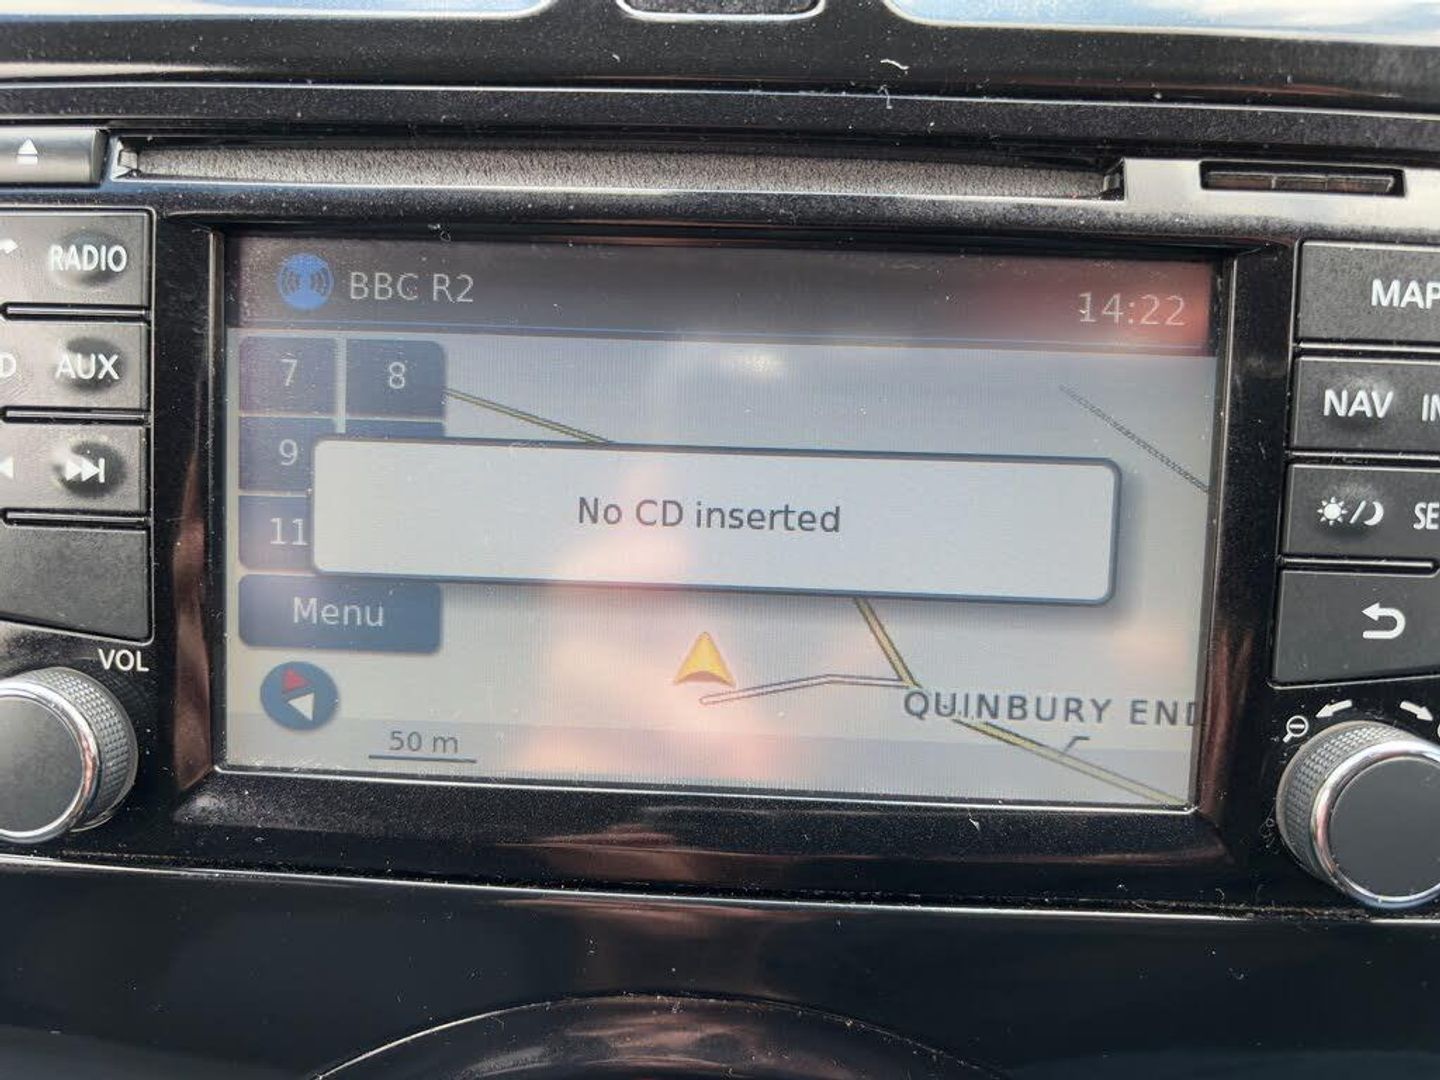 RADIO
BBC R2
14:22
MAP
AUX
7
8
NAV
9
No CD inserted
11
Menu
VOL
QUINBURY END
50 m